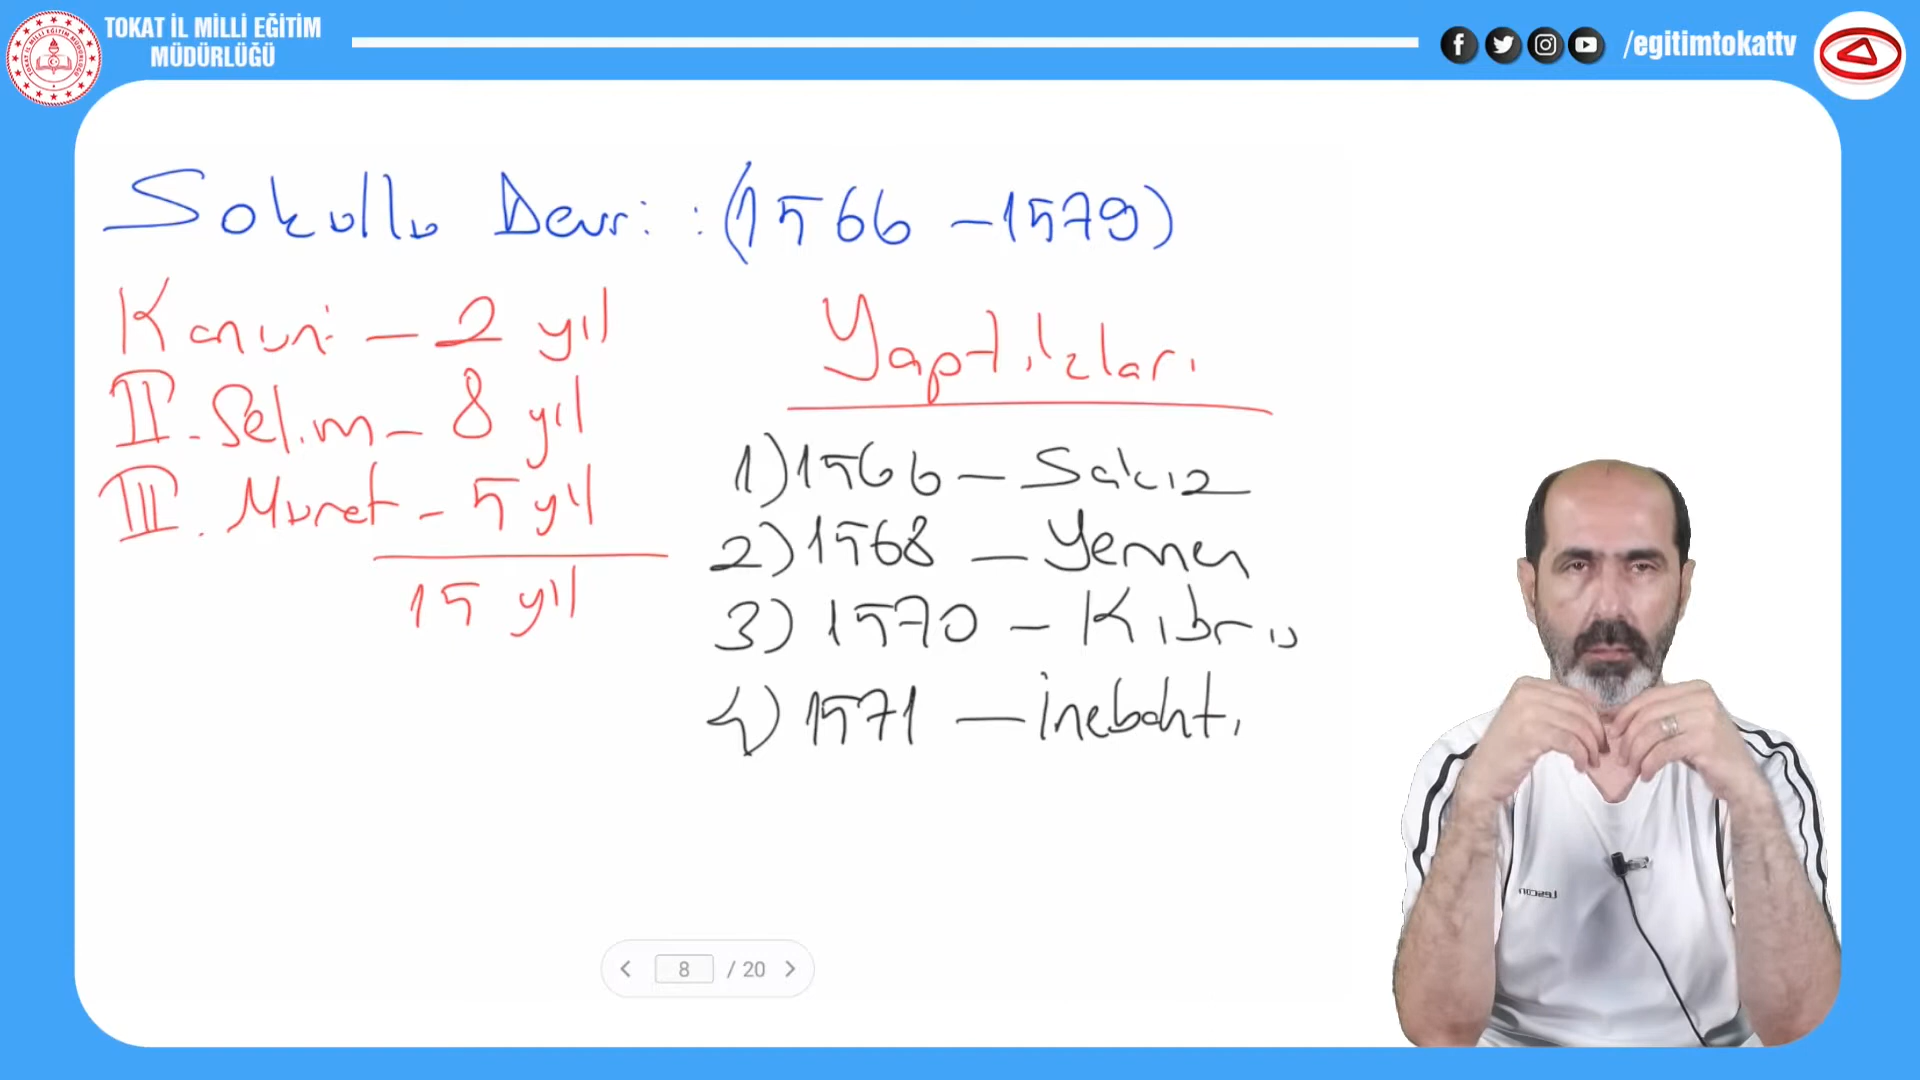 TOKAT İL MİLLİ EĞİTİM
MÜDÜRLÜĞÜ
/egitimtokattv
Sokullu Devri : (1566 - 1579)
Kanuni - 2 yıl
II. Selim - 8 yıl
III. Murat - 5 yıl
15 yıl
Yaptıkları
1) 1566 - Sakız
2) 1568 - Yemen
3) 1570 - Kıbrıs
4) 1571 - İnebahtı
8 / 20
lescon